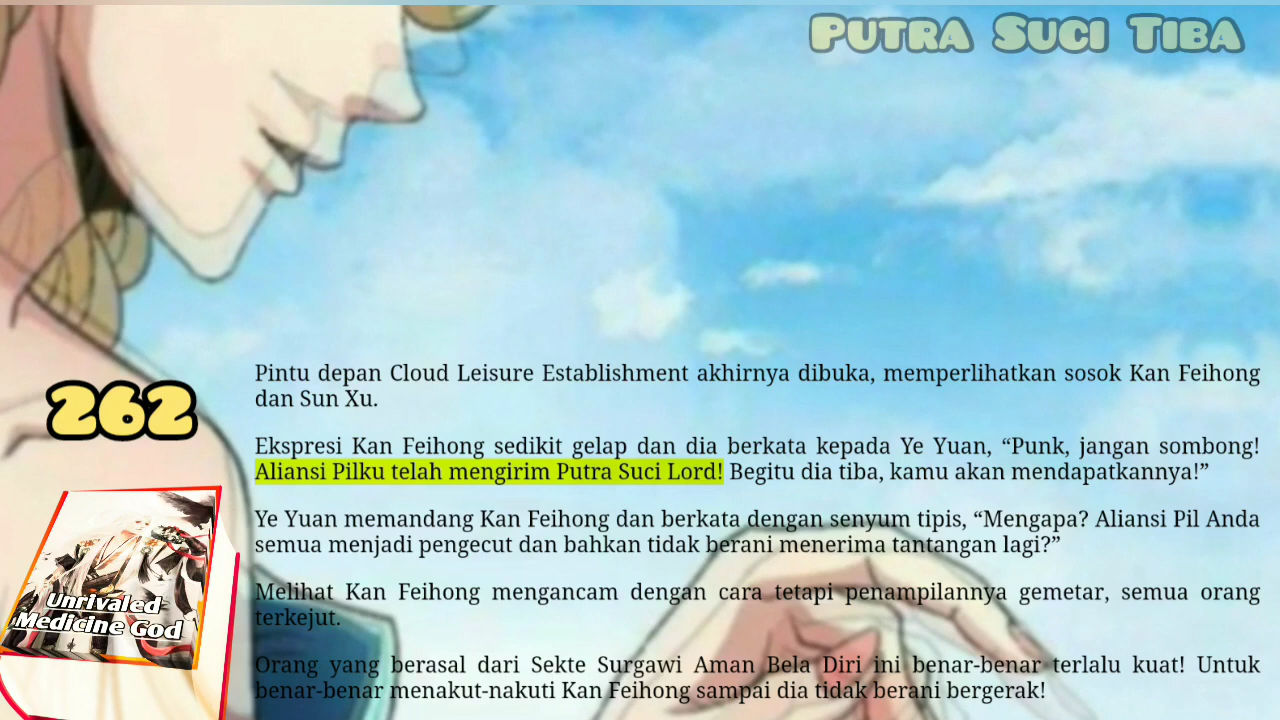 Putra Suci Tiba
Pintu depan Cloud Leisure Establishment akhirnya dibuka, memperlihatkan sosok Kan Feihong
dan Sun Xu.
Ekspresi Kan Feihong sedikit gelap dan dia berkata kepada Ye Yuan, “Punk, jangan sombong!
Aliansi Pilku telah mengirim Putra Suci Lord! Begitu dia tiba, kamu akan mendapatkannya!”
Ye Yuan memandang Kan Feihong dan berkata dengan senyum tipis, “Mengapa? Aliansi Pil Anda
semua menjadi pengecut dan bahkan tidak berani menerima tantangan lagi?”
Melihat Kan Feihong mengancam dengan cara tetapi penampilannya gemetar, semua orang
terkejut.
Orang yang berasal dari Sekte Surgawi Aman Bela Diri ini benar-benar terlalu kuat! Untuk
benar-benar menakut-nakuti Kan Feihong sampai dia tidak berani bergerak!
262
Unrivaled
Medicine God